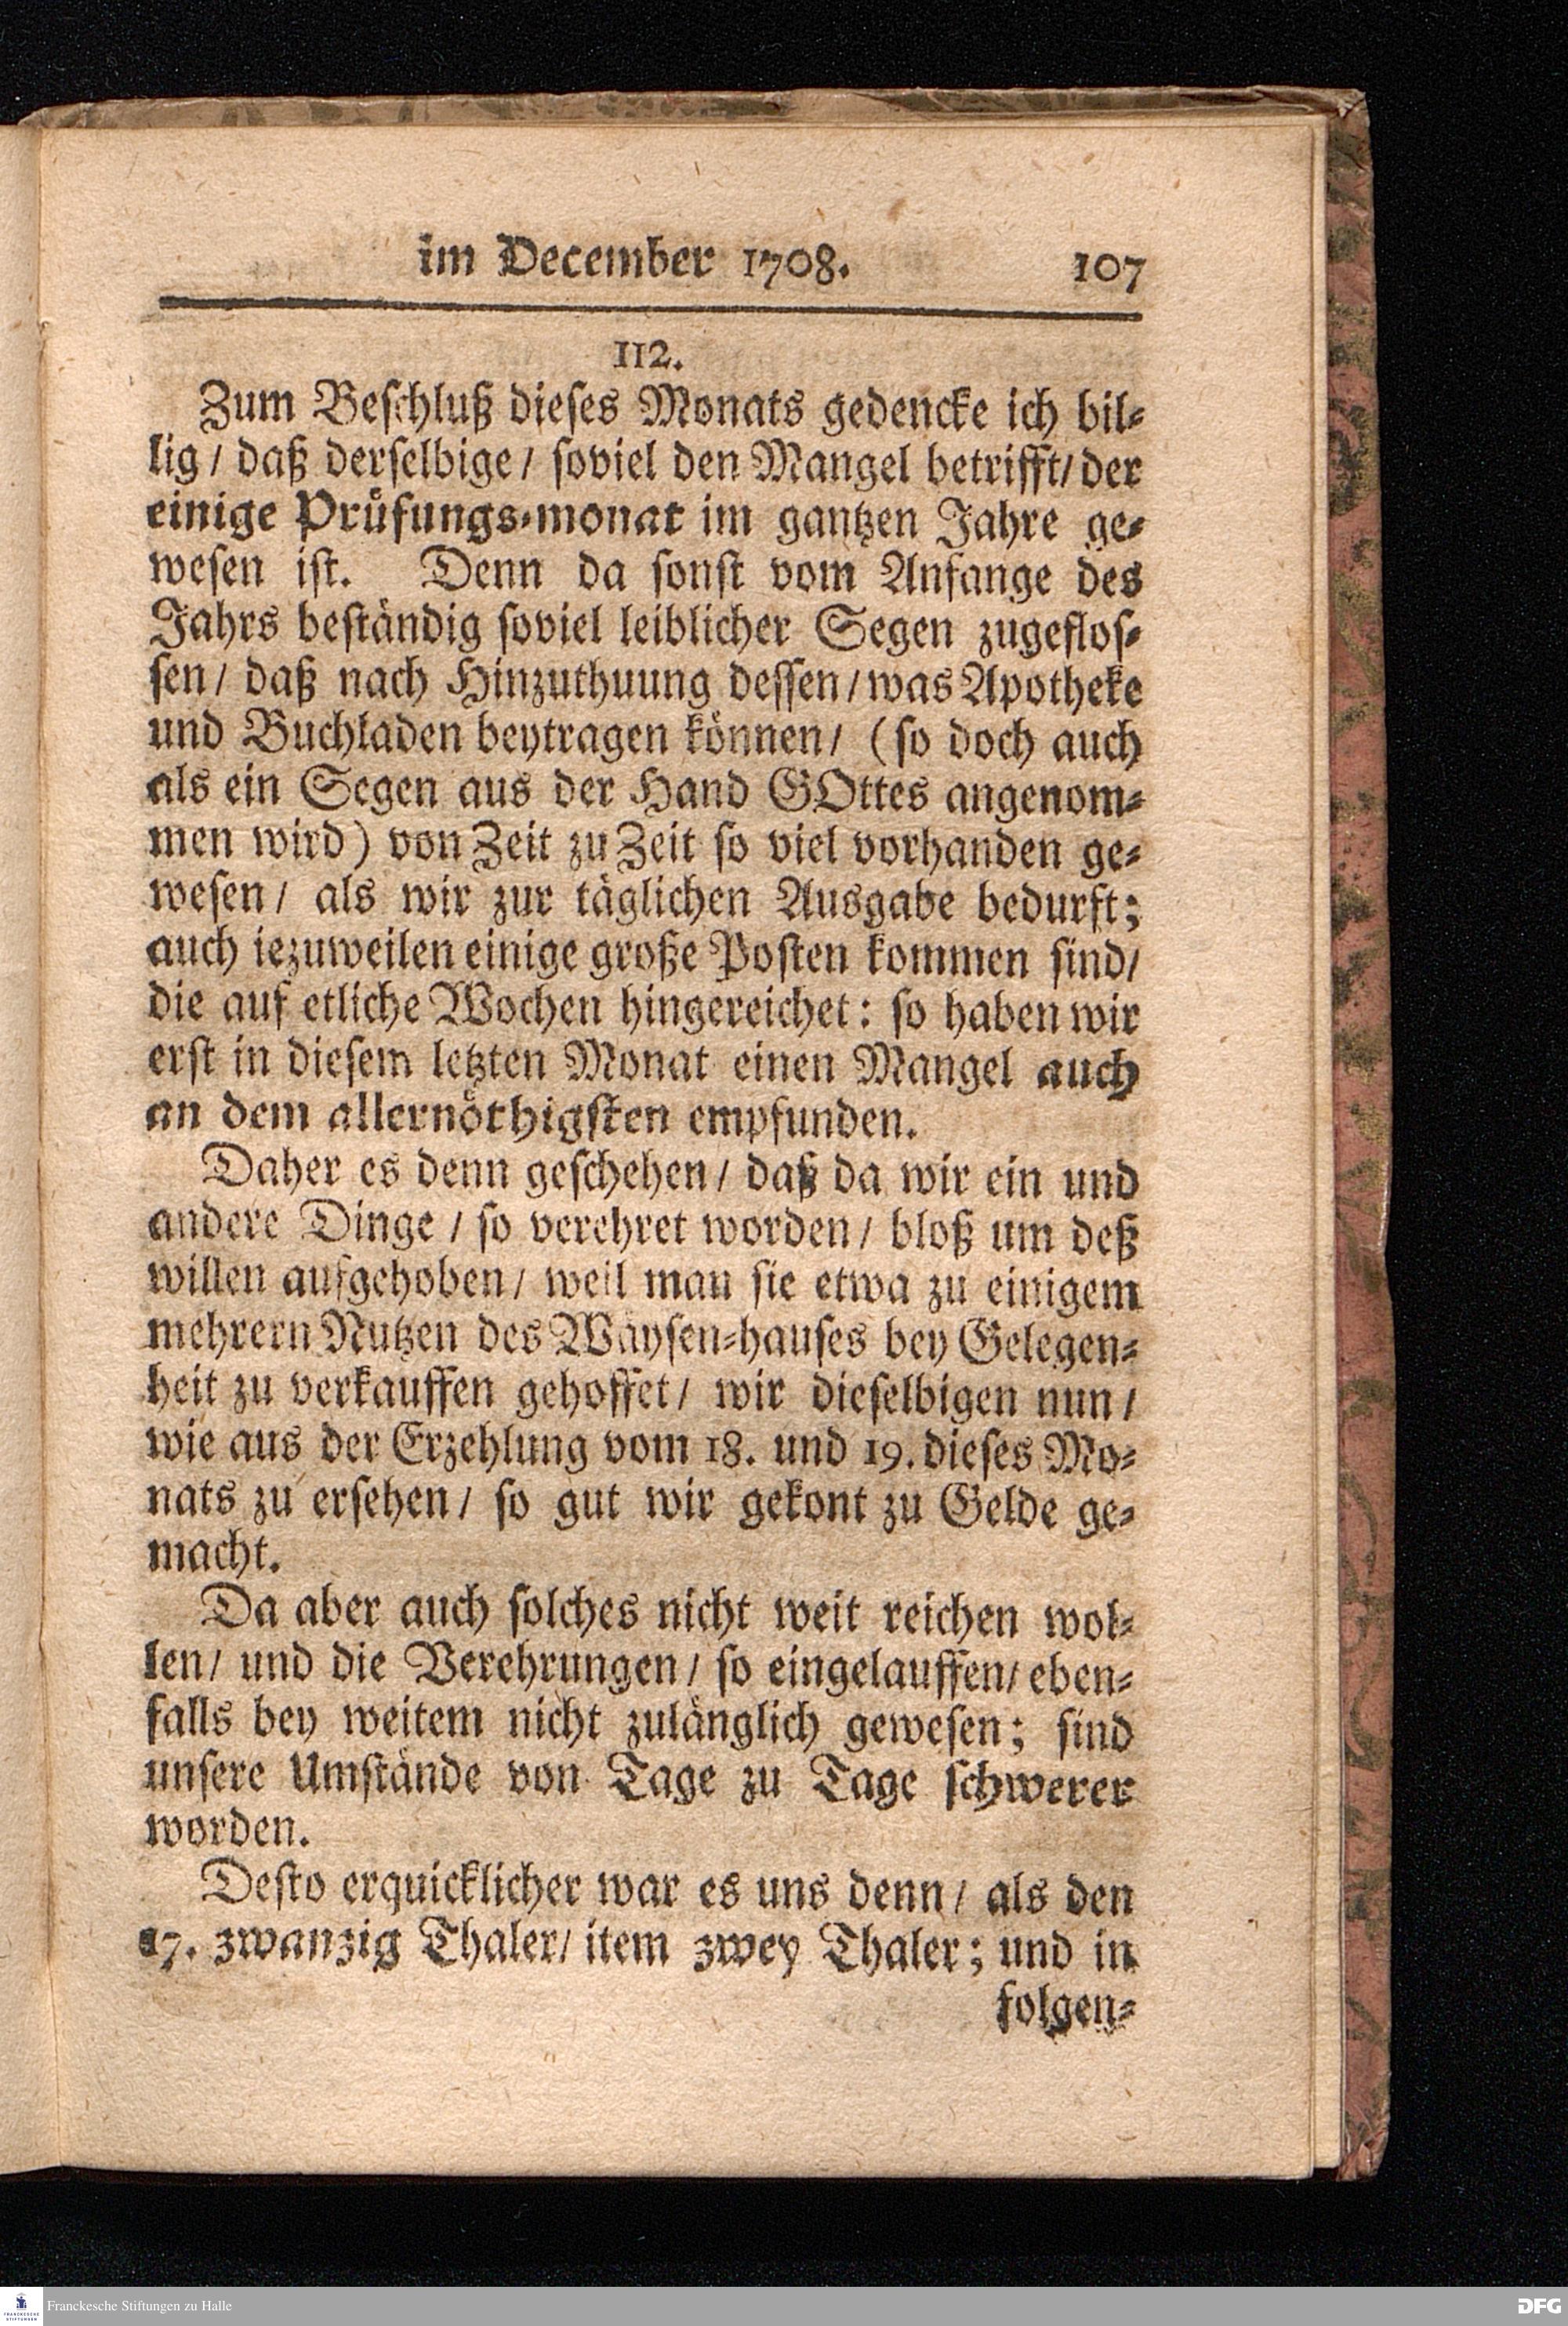 im December 1708. 107
112.
Zum Beschluß dieses Monats gedencke ich bil-
lig / daß derselbige / soviel den Mangel betrifft / der
einige Prüfungs-monat im gantzen Jahre ge-
wesen ist. Denn da sonst vom Anfange des
Jahrs beständig soviel leiblicher Segen zugeflos-
sen / daß nach Hinzuthuung dessen / was Apotheke
und Buchladen beytragen können / (so doch auch
als ein Segen aus der Hand GOttes angenom-
men wird) von Zeit zu Zeit so viel vorhanden ge-
wesen / als wir zur täglichen Ausgabe bedurft;
auch iezuweilen einige große Posten kommen sind /
die auf etliche Wochen hingereichet: so haben wir
erst in diesem letzten Monat einen Mangel auch
an dem allernöthigsten empfunden.
Daher es denn geschehen / daß da wir ein und
andere Dinge / so verehret worden / bloß um deß
willen aufgehoben / weil man sie etwa zu einigem
mehrern Nutzen des Wäysen-hauses bey Gelegen-
heit zu verkauffen gehoffet / wir dieselbigen nun /
wie aus der Erzehlung vom 18. und 19. dieses Mo-
nats zu ersehen / so gut wir gekont zu Gelde ge-
macht.
Da aber auch solches nicht weit reichen wol-
len / und die Verehrungen / so eingelauffen / eben-
falls bey weitem nicht zulänglich gewesen; sind
unsere Umstände von Tage zu Tage schwerer
worden.
Desto erquicklicher war es uns denn / als den
zwanzig Thaler / item zwey Thaler; und in
folgen-
Franckesche Stiftungen zu Halle
FRANCKESCHE
STIFTUNGEN
DFG